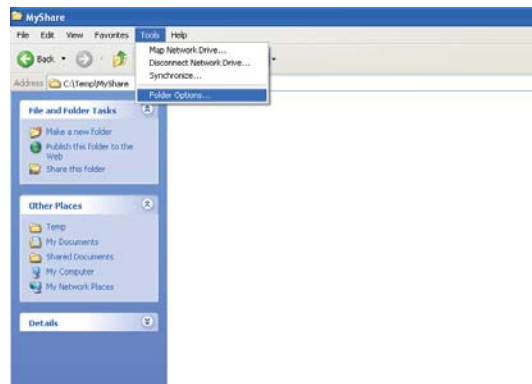 MyShare
File Edit View Favorites Tools Help
Map Network Drive...
Disconnect Network Drive...
Synchronize...
Folder Options...
Back
Address C:\Temp\MyShare
File and Folder Tasks
Make a new folder
Publish this folder to the
Web
Share this folder
Other Places
Temp
My Documents
Shared Documents
My Computer
My Network Places
Details